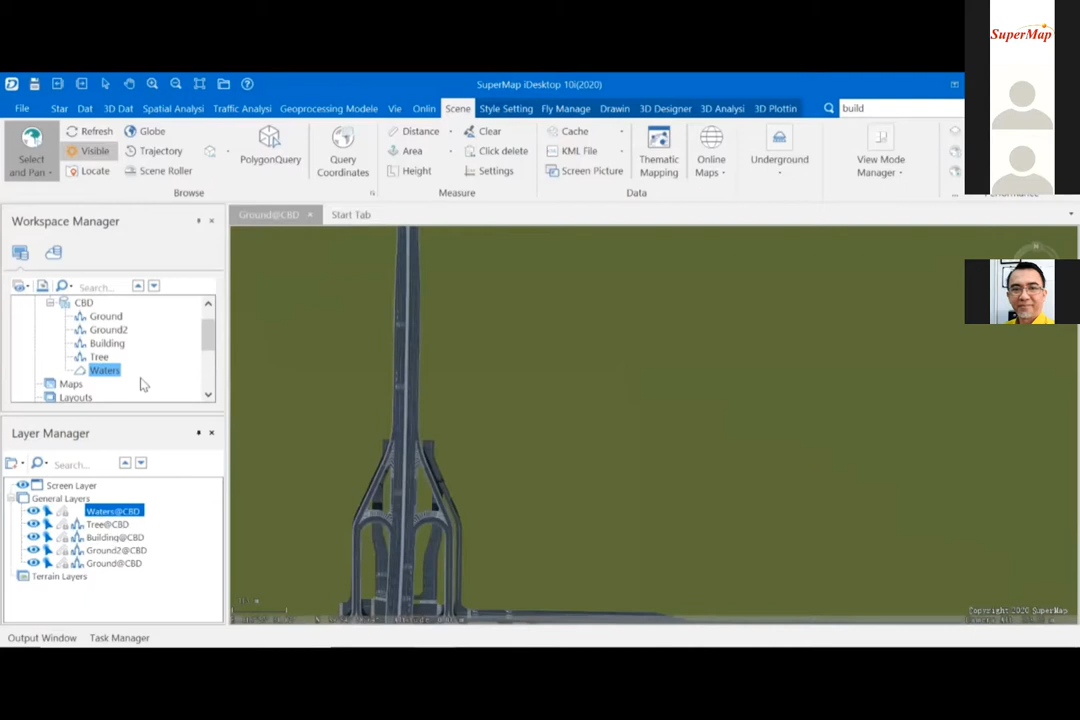 SuperMap
SuperMap iDesktop 10i(2020)
File Star Dat 3D Dat Spatial Analysi Traffic Analysi Geoprocessing Modele Vie Onlin Scene Style Setting Fly Manage Drawin 3D Designer 3D Analysi 3D Plottin build
Select and Pan
Refresh
Visible
Locate
Globe
Trajectory
Scene Roller
Browse
PolygonQuery
Query Coordinates
Distance
Area
Height
Clear
Click delete
Settings
Measure
Cache
KML File
Screen Picture
Thematic Mapping
Online Maps
Data
Underground
View Mode Manager
Workspace Manager
Search...
CBD
Ground
Ground2
Building
Tree
Waters
Maps
Layouts
Layer Manager
Search...
Screen Layer
General Layers
Waters@CBD
Tree@CBD
Building@CBD
Ground2@CBD
Ground@CBD
Terrain Layers
Ground@CBD
Start Tab
N
Copyright 2020 SuperMap
Output Window Task Manager